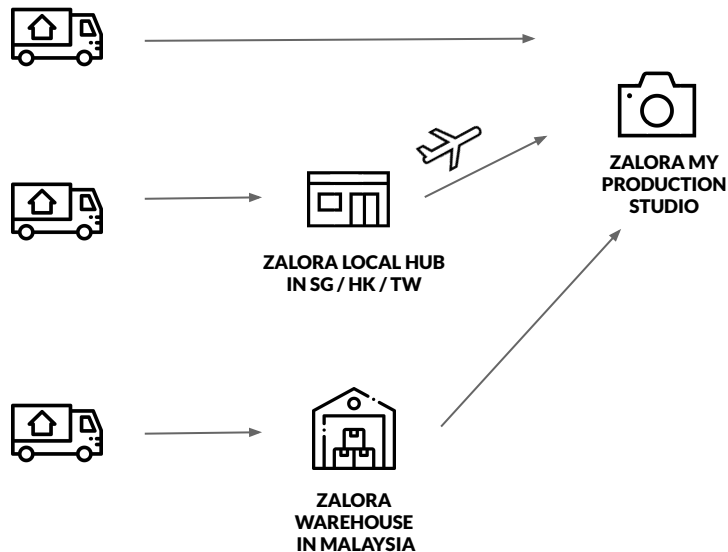 ZALORA MY
PRODUCTION
STUDIO
ZALORA LOCAL HUB
IN SG / HK / TW
ZALORA
WAREHOUSE
IN MALAYSIA